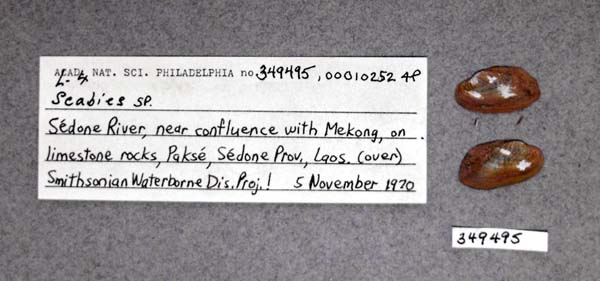 ACAD. NAT. SCI. PHILADELPHIA no. 349495, 00010252 4P
L-4
Scabies sp.
Sédone River, near confluence with Mekong, on
limestone rocks, Paksé, Sédone Prov., Laos. (over)
Smithsonian Waterborne Dis. Proj.! 5 November 1970
349495